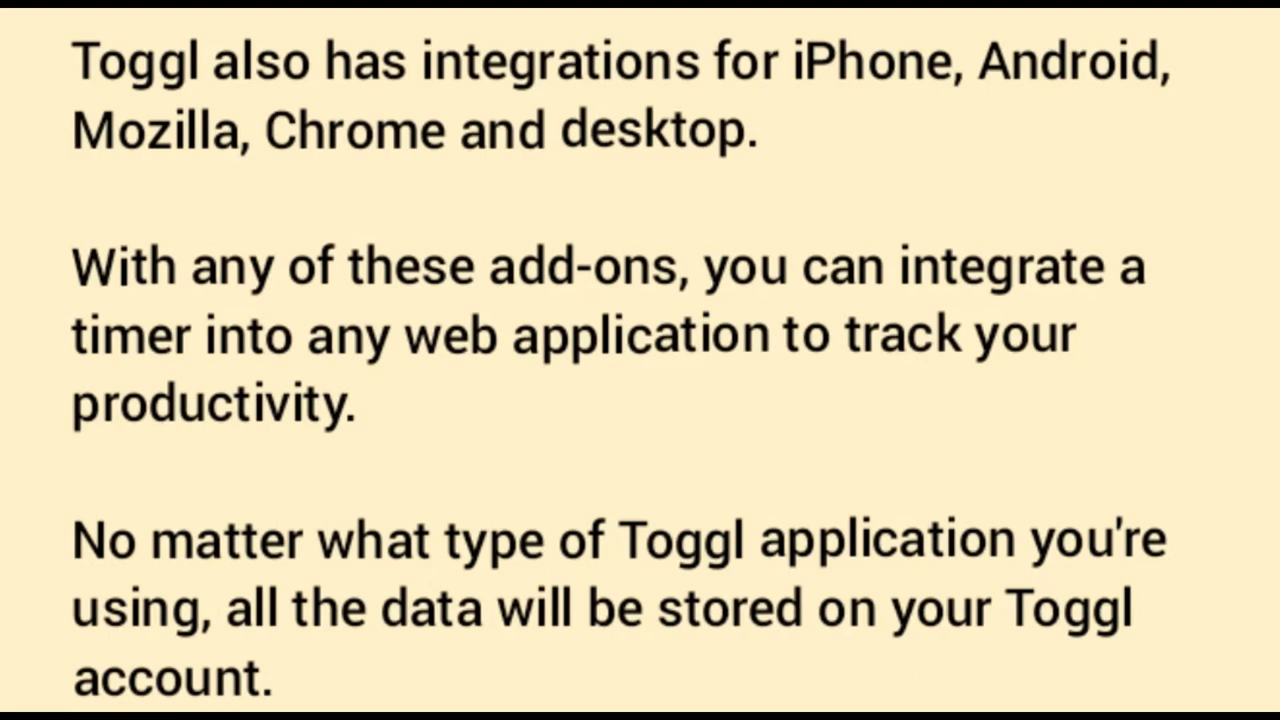 Toggl also has integrations for iPhone, Android,
Mozilla, Chrome and desktop.
With any of these add-ons, you can integrate a
timer into any web application to track your
productivity.
No matter what type of Toggl application you're
using, all the data will be stored on your Toggl
account.